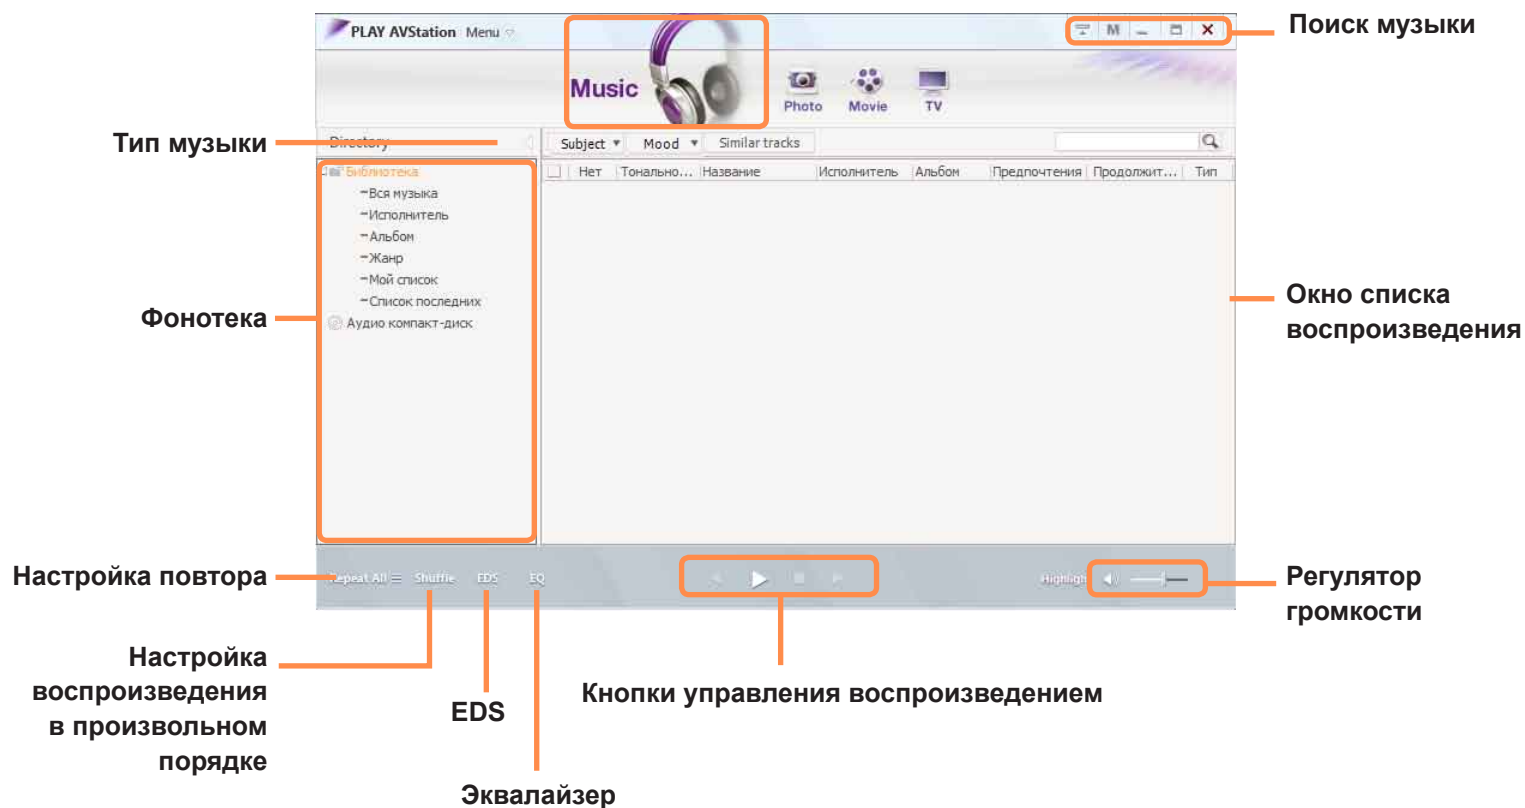 PLAY AVStation Menu
M
Поиск музыки
Music
Photo
Movie
TV
Тип музыки
Directory
Subject
Mood
Similar tracks
Библиотека
Нет
Тонально...
Название
Исполнитель
Альбом
Предпочтения
Продолжит...
Тип
Вся музыка
Исполнитель
Альбом
Жанр
Мой список
Список последних
Аудио компакт-диск
Фонотека
Окно списка
воспроизведения
Настройка повтора
Repeat All
Shuffle
EDS
EQ
Регулятор
громкости
Настройка
воспроизведения
в произвольном
порядке
EDS
Эквалайзер
Кнопки управления воспроизведением